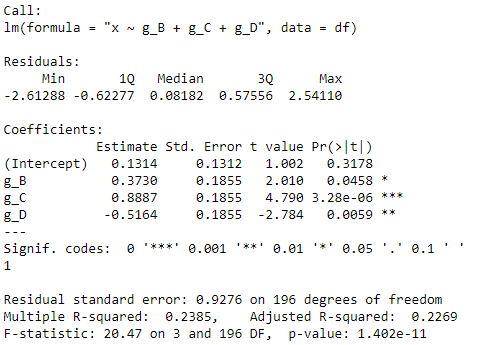 Call:
lm(formula = "x ~ g_B + g_C + g_D", data = df)
Residuals:
     Min       1Q   Median       3Q      Max
-2.61288 -0.62277  0.08182  0.57556  2.54110
Coefficients:
            Estimate Std. Error t value Pr(>|t|)
(Intercept)   0.1314     0.1312   1.002   0.3178
g_B           0.3730     0.1855   2.010   0.0458 *
g_C           0.8887     0.1855   4.790 3.28e-06 ***
g_D          -0.5164     0.1855  -2.784   0.0059 **
---
Signif. codes:  0 '***' 0.001 '**' 0.01 '*' 0.05 '.' 0.1 ' '
1
Residual standard error: 0.9276 on 196 degrees of freedom
Multiple R-squared:  0.2385,    Adjusted R-squared:  0.2269
F-statistic: 20.47 on 3 and 196 DF,  p-value: 1.402e-11